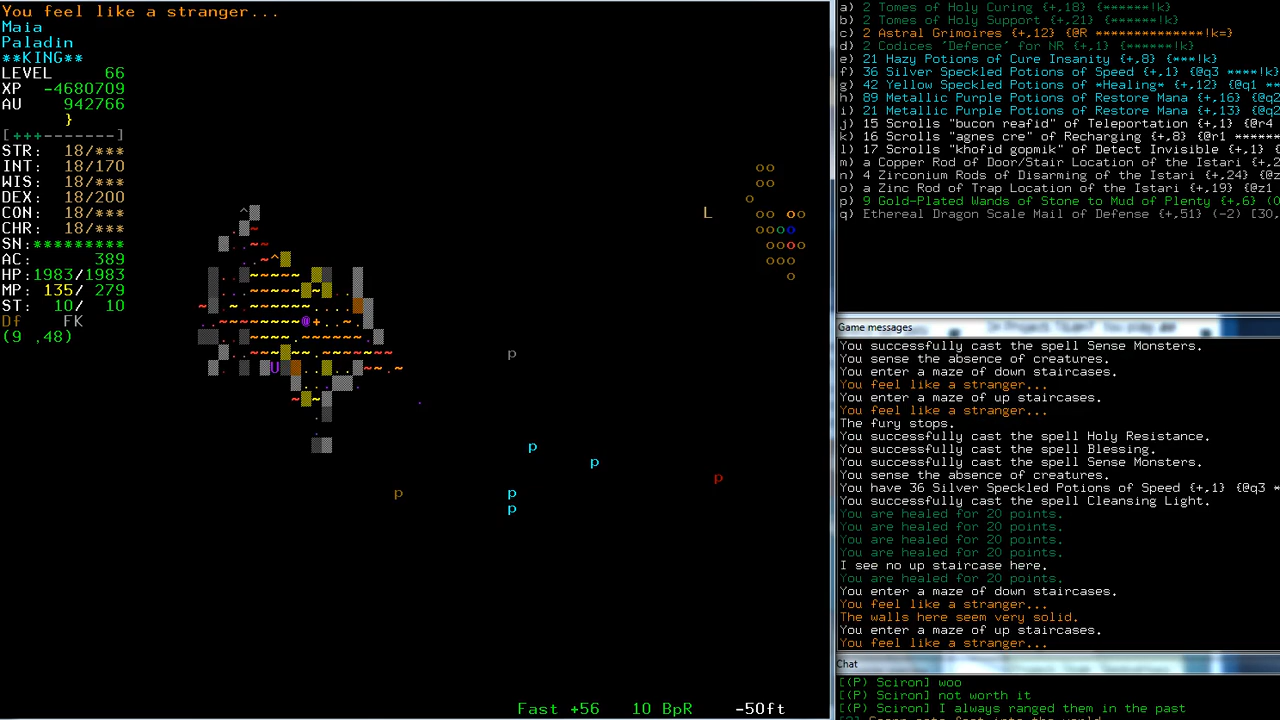 You feel like a stranger...
Maia
Paladin
**KING**
LEVEL 66
XP -4680709
AU 942766
}
[+++-------]
STR: 18/***
INT: 18/170
WIS: 18/***
DEX: 18/200
CON: 18/***
CHR: 18/***
SN:*********
AC: 389
HP:1983/1983
MP: 135/ 279
ST: 10/ 10
Df FK
(9 ,48)
Fast +56 10 BpR -50ft
a) 2 Tomes of Holy Curing {+,18} {******!k}
b) 2 Tomes of Holy Support {+,21} {******!k}
c) 2 Astral Grimoires {+,12} {@R **************!k=}
d) 2 Codices 'Defence' for NR {+,1} {******!k}
e) 21 Hazy Potions of Cure Insanity {+,8} {***!k}
f) 36 Silver Speckled Potions of Speed {+,1} {@q3 ****!k}
g) 42 Yellow Speckled Potions of *Healing* {+,12} {@q1 **
h) 89 Metallic Purple Potions of Restore Mana {+,16} {@q2
i) 21 Metallic Purple Potions of Restore Mana {+,13} {@q2
j) 15 Scrolls "bucon reafid" of Teleportation {+,1} {@r4
k) 16 Scrolls "agnes cre" of Recharging {+,8} {@r1 ******
l) 17 Scrolls "khofid gopmik" of Detect Invisible {+,1} {
m) a Copper Rod of Door/Stair Location of the Istari {+,2
n) 4 Zirconium Rods of Disarming of the Istari {+,24} {@z
o) a Zinc Rod of Trap Location of the Istari {+,19} {@z1
p) 9 Gold-Plated Wands of Stone to Mud of Plenty {+,6} (0
q) Ethereal Dragon Scale Mail of Defense {+,51} (-2) [30,
Game messages
You successfully cast the spell Sense Monsters.
You sense the absence of creatures.
You enter a maze of down staircases.
You feel like a stranger...
You enter a maze of up staircases.
You feel like a stranger...
The fury stops.
You successfully cast the spell Holy Resistance.
You successfully cast the spell Blessing.
You successfully cast the spell Sense Monsters.
You sense the absence of creatures.
You have 36 Silver Speckled Potions of Speed {+,1} {@q3 *
You successfully cast the spell Cleansing Light.
You are healed for 20 points.
You are healed for 20 points.
You are healed for 20 points.
You are healed for 20 points.
I see no up staircase here.
You are healed for 20 points.
You enter a maze of down staircases.
You feel like a stranger...
The walls here seem very solid.
You enter a maze of up staircases.
You feel like a stranger...
Chat
[(P) Sciron] woo
[(P) Sciron] not worth it
[(P) Sciron] I always ranged them in the past